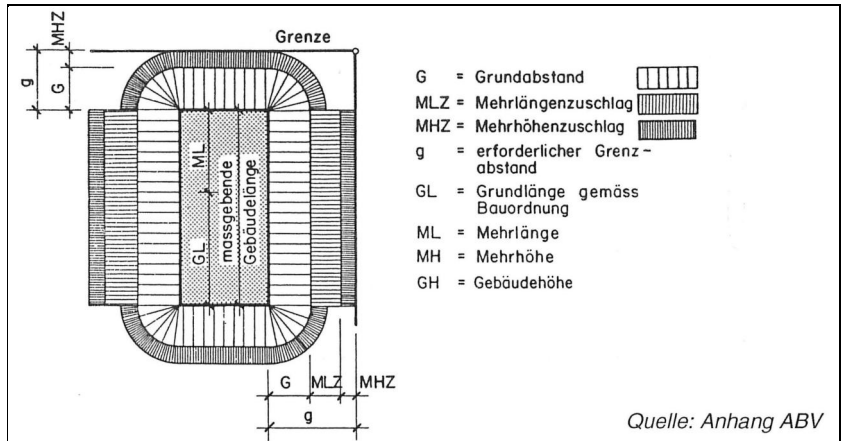 Grenze
MHZ
g
G
ML
GL
massgebende
Gebäudelänge
G = Grundabstand
MLZ = Mehrlängenzuschlag
MHZ = Mehrhöhenzuschlag
g = erforderlicher Grenz-
abstand
GL = Grundlänge gemäss
Bauordnung
ML = Mehrlänge
MH = Mehrhöhe
GH = Gebäudehöhe
G MLZ MHZ
g
Quelle: Anhang ABV